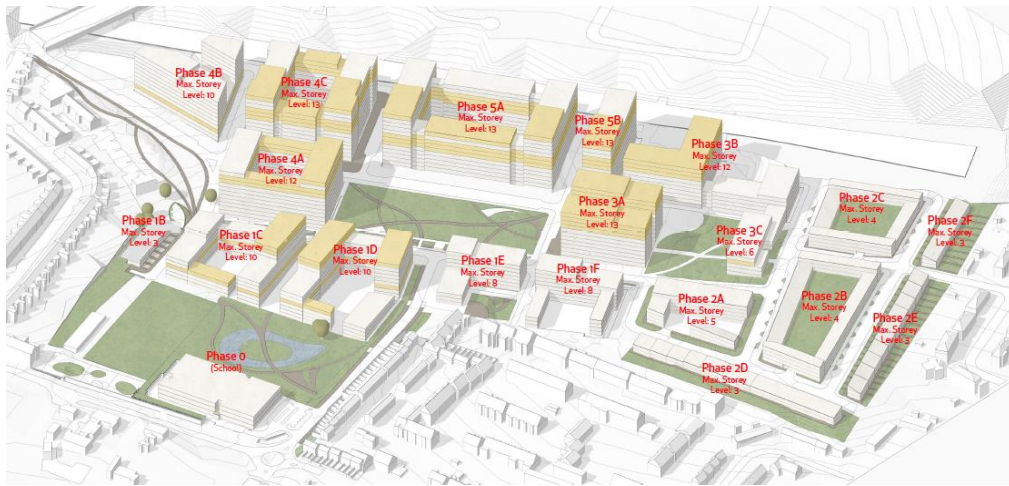 Phase 4B
Max. Storey
Level: 10
Phase 4C
Max. Storey
Level: 13
Phase 5A
Max. Storey
Level: 13
Phase 5B
Max. Storey
Level: 13
Phase 3B
Max. Storey
Level: 12
Phase 4A
Max. Storey
Level: 12
Phase 3A
Max. Storey
Level: 13
Phase 2C
Max. Storey
Level: 4
Phase 2F
Max. Storey
Level: 3
Phase 1B
Max. Storey
Level: 3
Phase 1C
Max. Storey
Level: 10
Phase 1D
Max. Storey
Level: 10
Phase 3C
Max. Storey
Level: 6
Phase 1E
Max. Storey
Level: 8
Phase 1F
Max. Storey
Level: 8
Phase 2A
Max. Storey
Level: 5
Phase 2B
Max. Storey
Level: 4
Phase 2E
Max. Storey
Level: 3
Phase 0
(School)
Phase 2D
Max. Storey
Level: 3